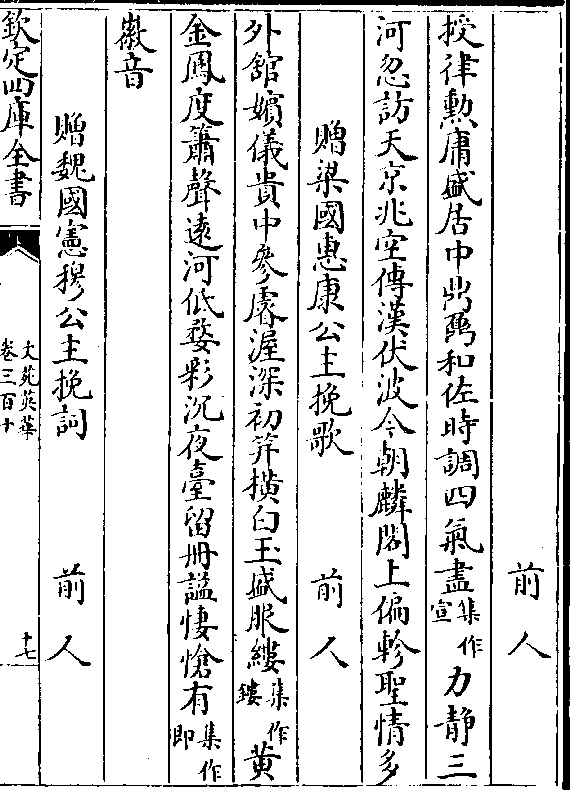 前人
授律勲庸盛居中鼎鼐和佐時調四氣盡集作宣力靜三
河忽訪天京兆空傳漢伏波今朝麟閣上偏軫聖情多
贈梁國惠康公主挽歌 前人
外舘嬪儀貴中參睿渥深初笄横白玉盛服縷集作鏤黄
金鳳度簫聲遠河低婺彩沉夜臺留册諡悽愴有集作即
徽音
贈魏國憲穆公主挽詞 前人
欽定四庫全書
文苑英華
卷三百十
十七